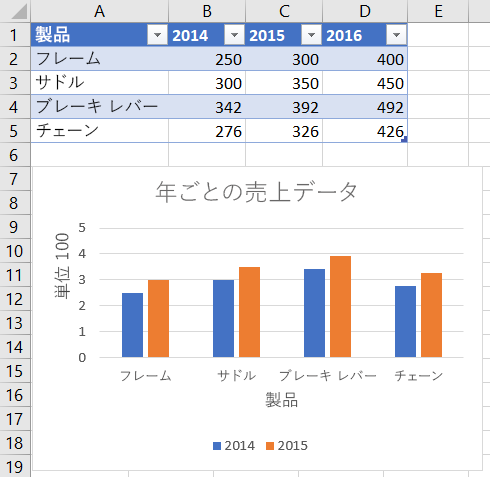 A B C D E
1 製品 2014 2015 2016
2 フレーム 250 300 400
3 サドル 300 350 450
4 ブレーキ レバー 342 392 492
5 チェーン 276 326 426
6
7
8
9
10
11
12
13
14
15
16
17
18
19
年ごとの売上データ
単位 100
5
4
3
2
1
0
フレーム サドル ブレーキ レバー チェーン
製品
2014 2015